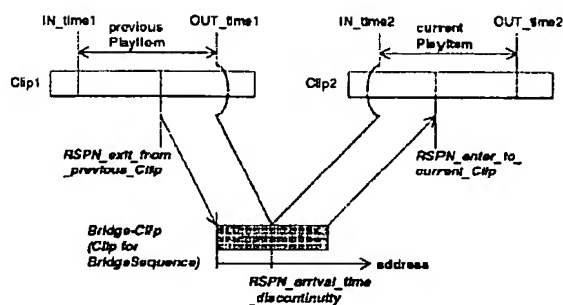 IN_time1
previous
PlayItem
OUT_time1
IN_time2
current
PlayItem
OUT_time2
Clip1
Clip2
RSPN_exit_from
_previous_Clip
RSPN_enter_to_
current_Clip
Bridge-Clip
(Clip for
BridgeSequence)
address
RSPN_arrival_time
_discontinuity